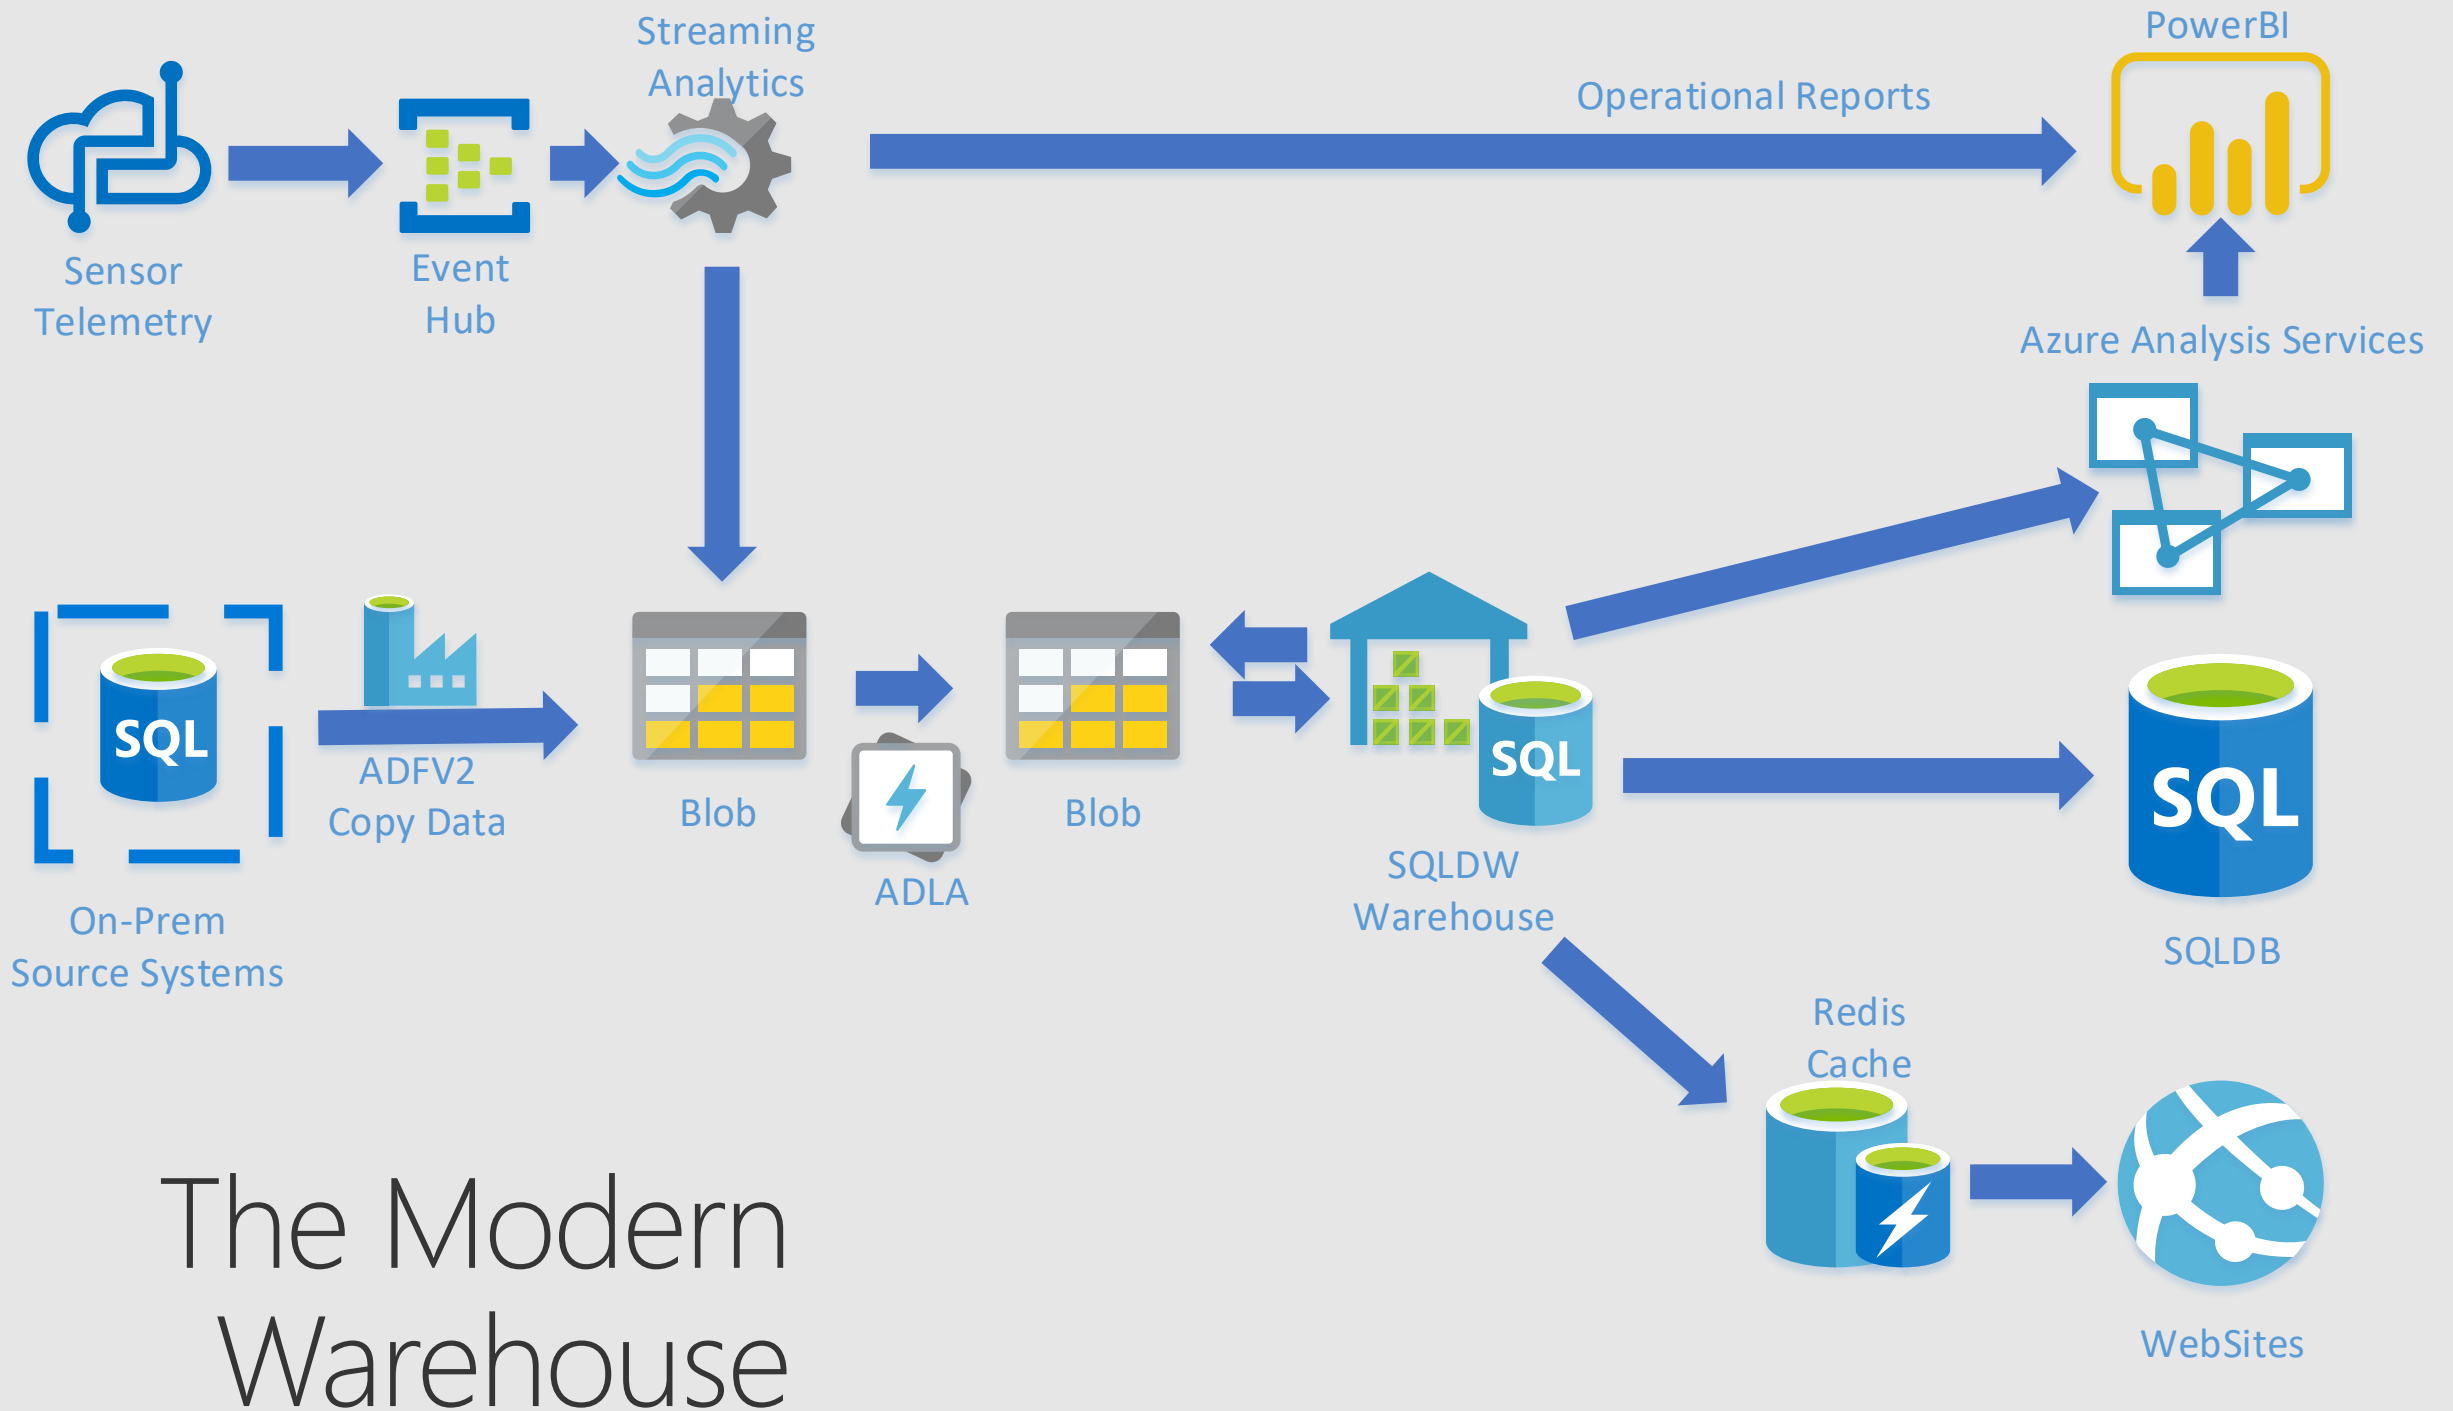 Streaming
Analytics
PowerBI
Operational Reports
Sensor
Telemetry
Event
Hub
Azure Analysis Services
SQL
ADFV2
Copy Data
Blob
ADLA
Blob
SQL
SQLDW
Warehouse
SQL
SQLDB
On-Prem
Source Systems
Redis
Cache
WebSites
The Modern
Warehouse